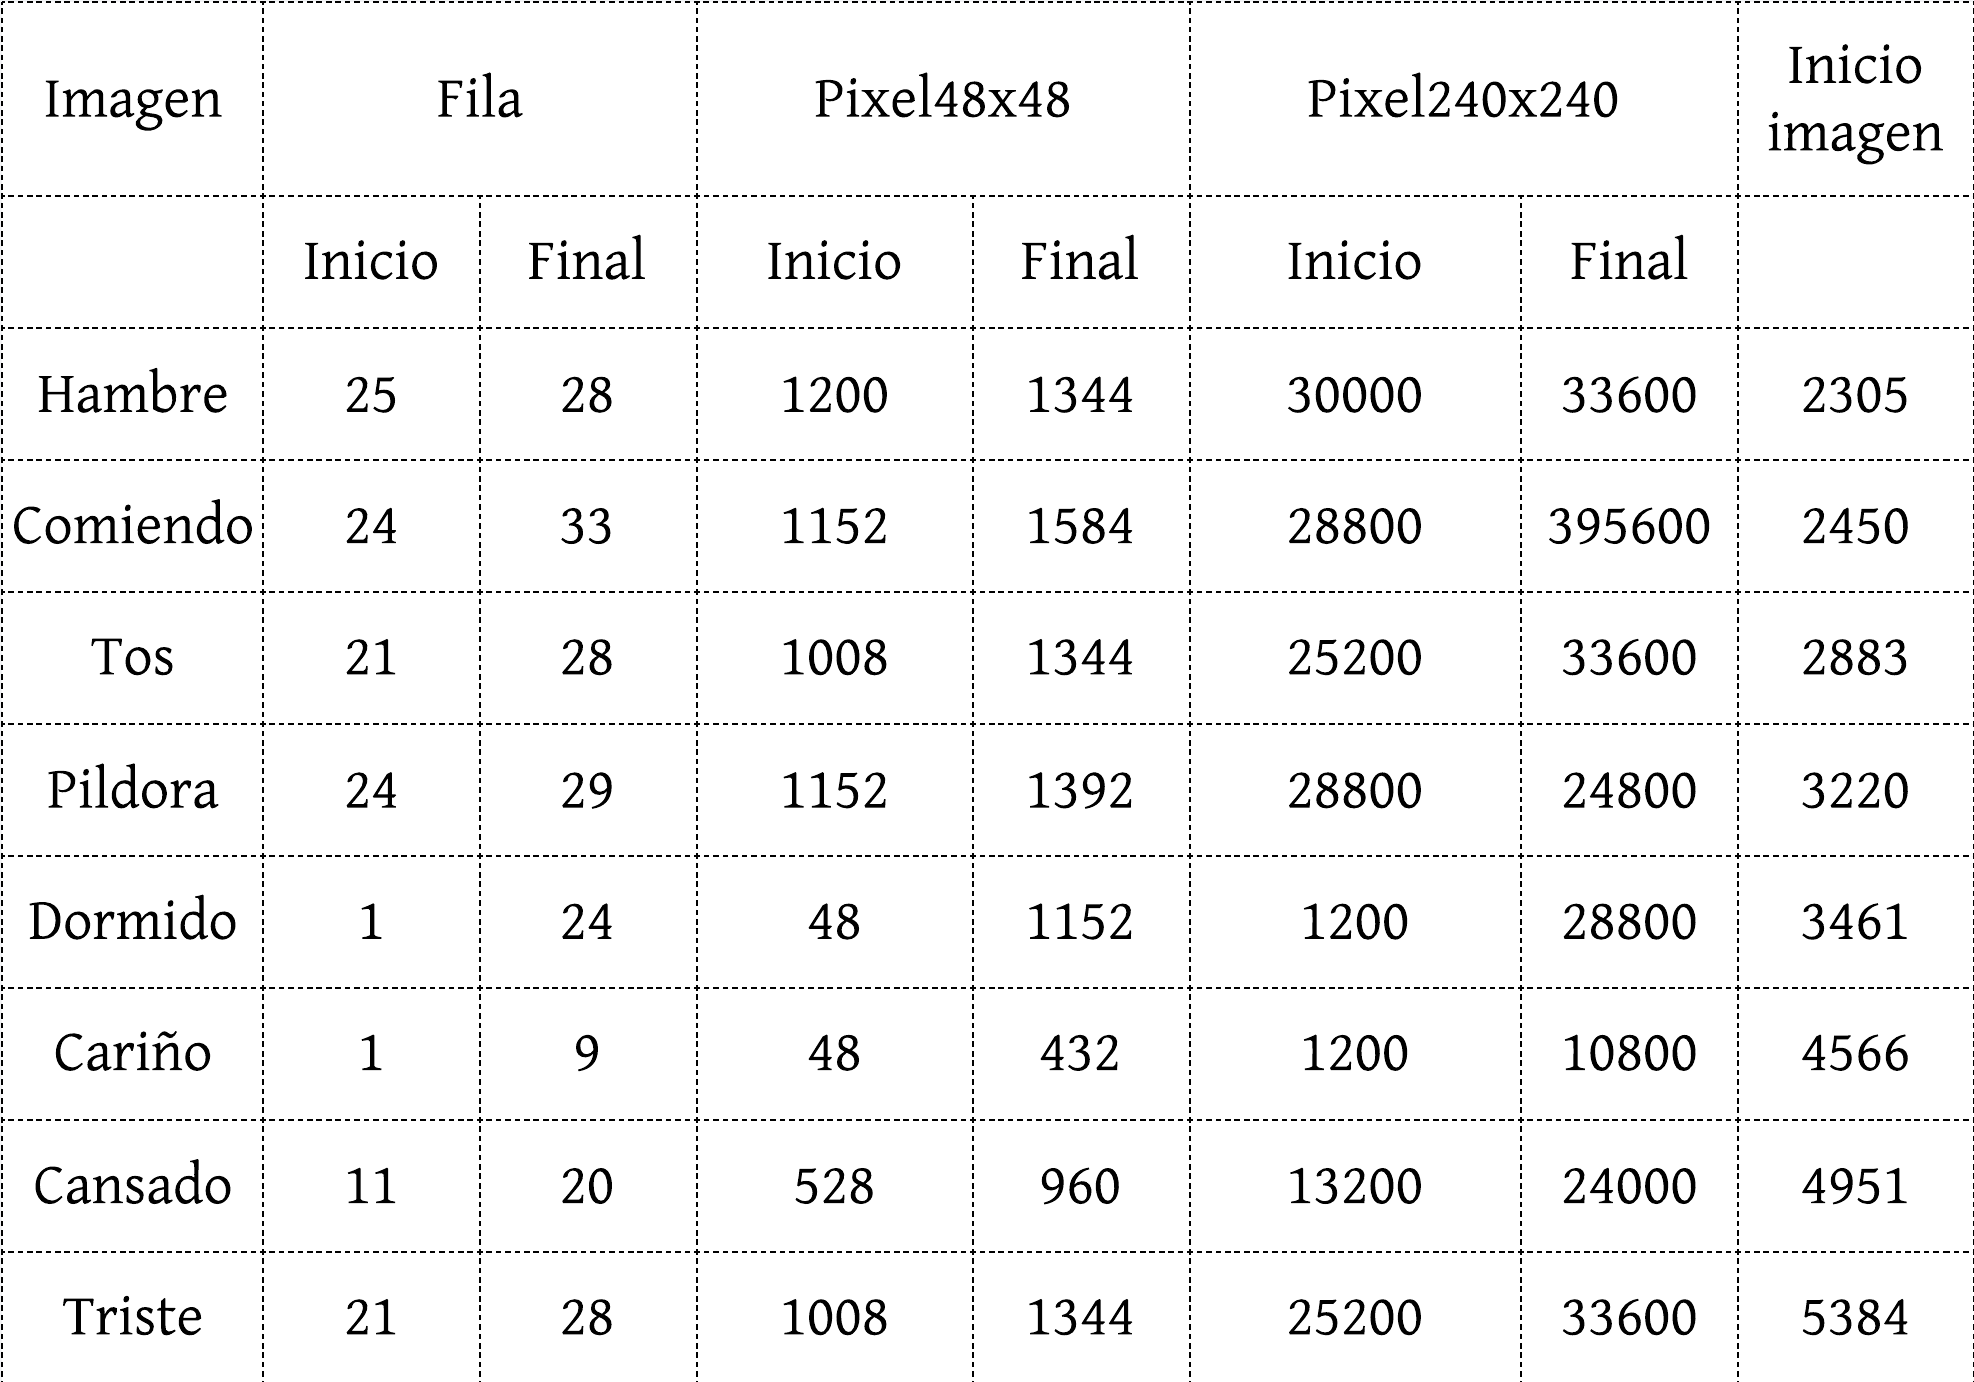 Imagen Fila Pixel48x48 Pixel240x240 Inicio imagen
Inicio Final Inicio Final Inicio Final
Hambre 25 28 1200 1344 30000 33600 2305
Comiendo 24 33 1152 1584 28800 395600 2450
Tos 21 28 1008 1344 25200 33600 2883
Pildora 24 29 1152 1392 28800 24800 3220
Dormido 1 24 48 1152 1200 28800 3461
Cariño 1 9 48 432 1200 10800 4566
Cansado 11 20 528 960 13200 24000 4951
Triste 21 28 1008 1344 25200 33600 5384